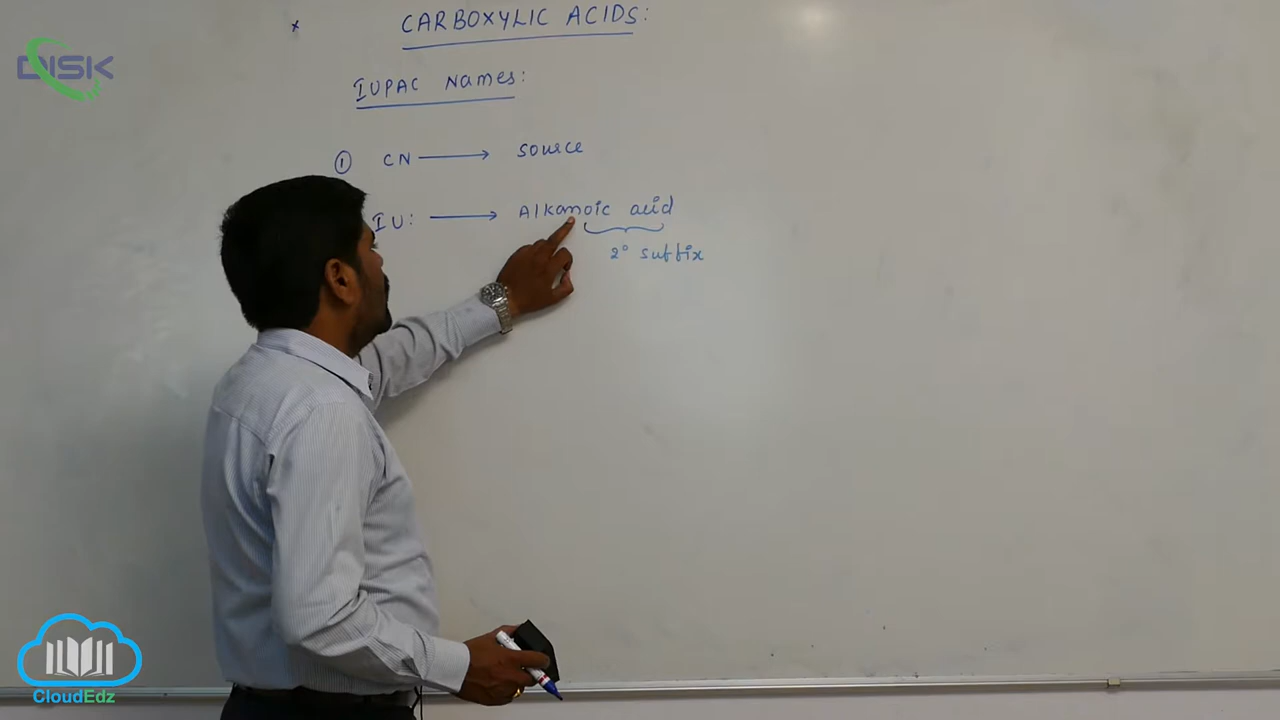 * CARBOXYLIC ACIDS:
DISK
IUPAC Names:
① CN ⟶ source
IU: ⟶ Alkanoic acid
2° suffix
CloudEdz